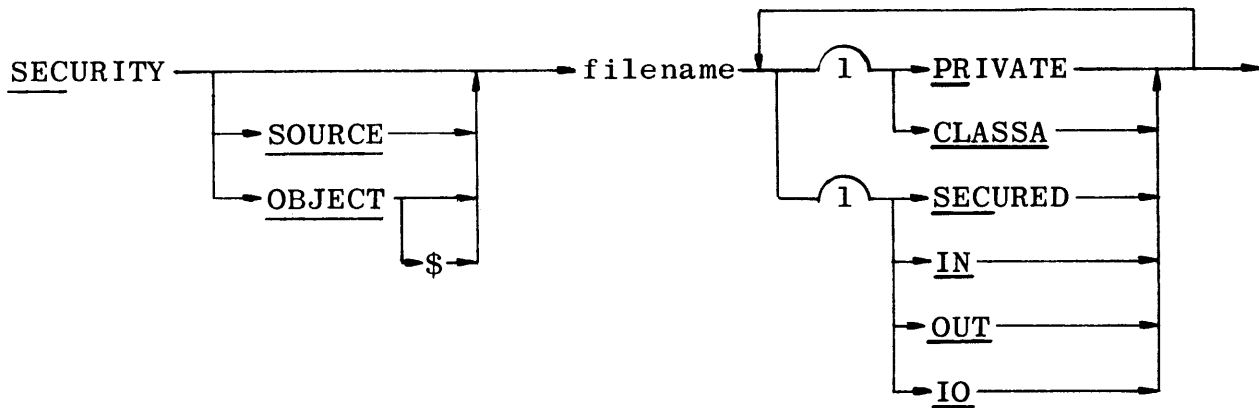 SECURITY
SOURCE
OBJECT
$
filename
1
PRIVATE
CLASSA
1
SECURED
IN
OUT
IO